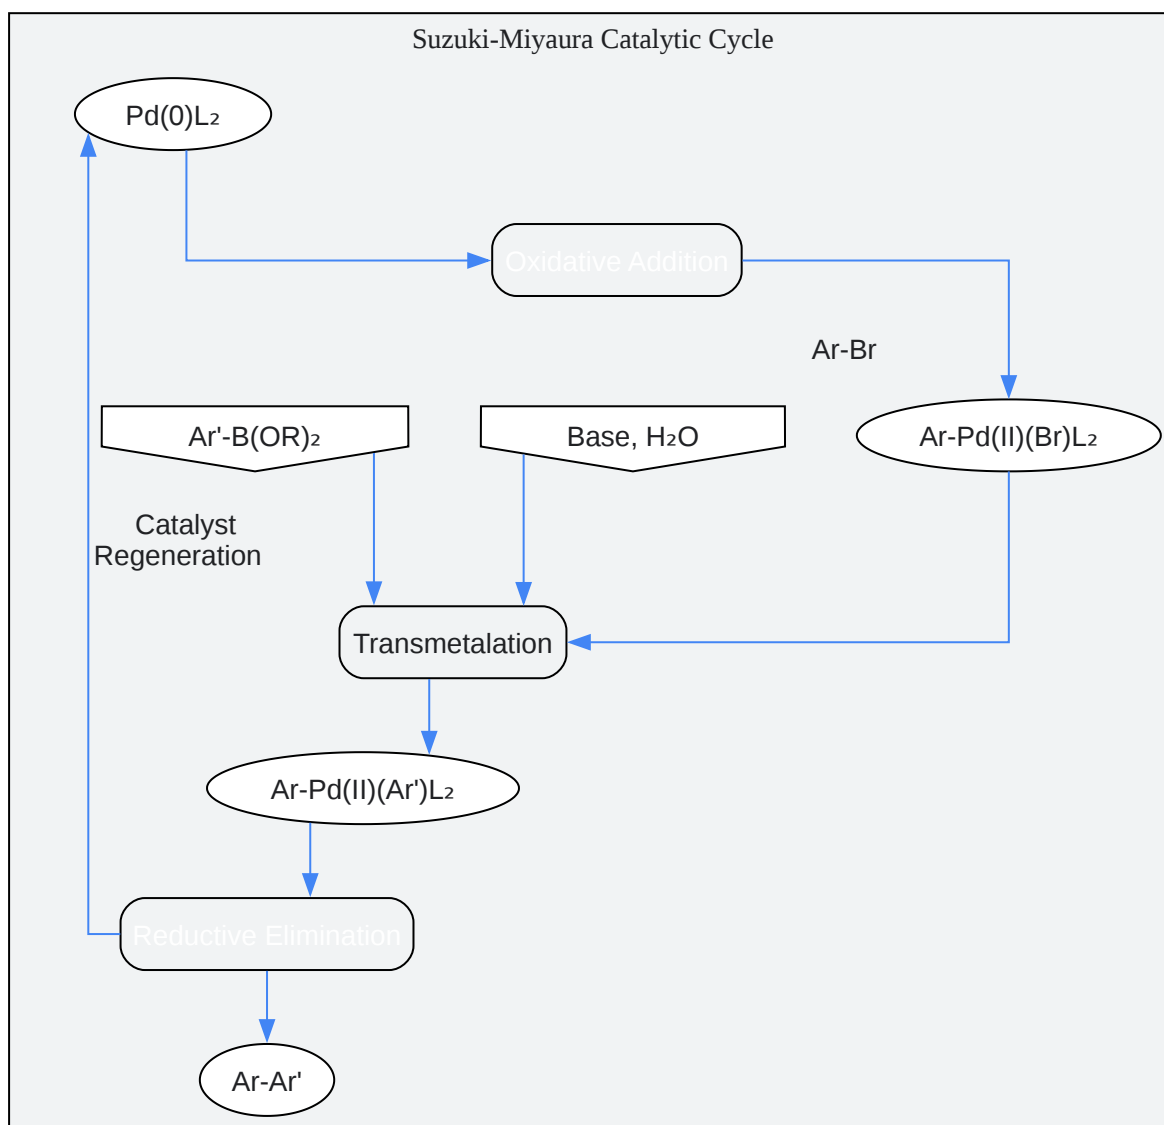 Suzuki-Miyaura Catalytic Cycle
Pd(0)L₂
Oxidative Addition
Ar-Br
Ar'-B(OR)₂
Base, H₂O
Ar-Pd(II)(Br)L₂
Catalyst
Regeneration
Transmetalation
Ar-Pd(II)(Ar')L₂
Reductive Elimination
Ar-Ar'